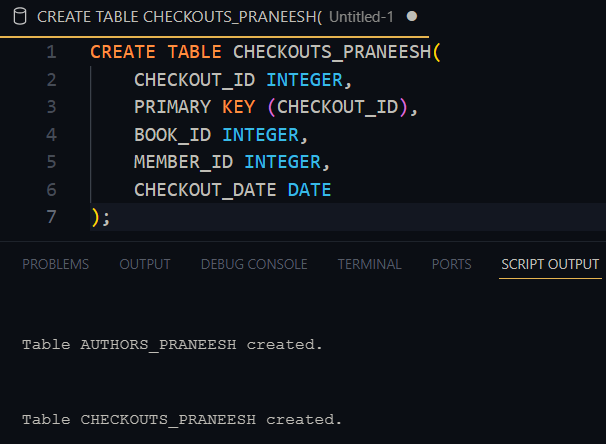 CREATE TABLE CHECKOUTS_PRANEESH( Untitled-1
1 CREATE TABLE CHECKOUTS_PRANEESH(
2 CHECKOUT_ID INTEGER,
3 PRIMARY KEY (CHECKOUT_ID),
4 BOOK_ID INTEGER,
5 MEMBER_ID INTEGER,
6 CHECKOUT_DATE DATE
7 );
PROBLEMS OUTPUT DEBUG CONSOLE TERMINAL PORTS SCRIPT OUTPUT
Table AUTHORS_PRANEESH created.
Table CHECKOUTS_PRANEESH created.